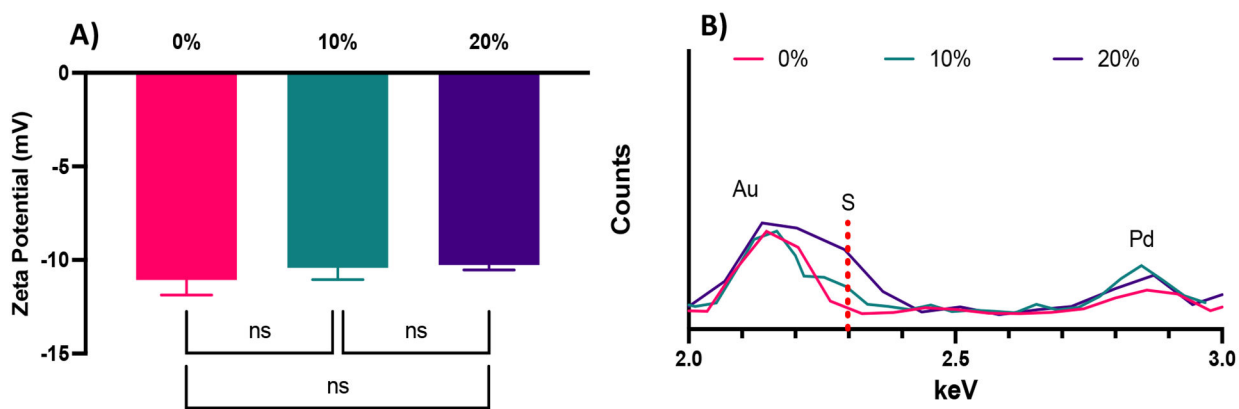 A)
0% 10% 20%
Zeta Potential (mV)
0
-5
-10
-15
ns ns
ns
B)
0% 10% 20%
Counts
Au
S
Pd
2.0 2.5 3.0
keV